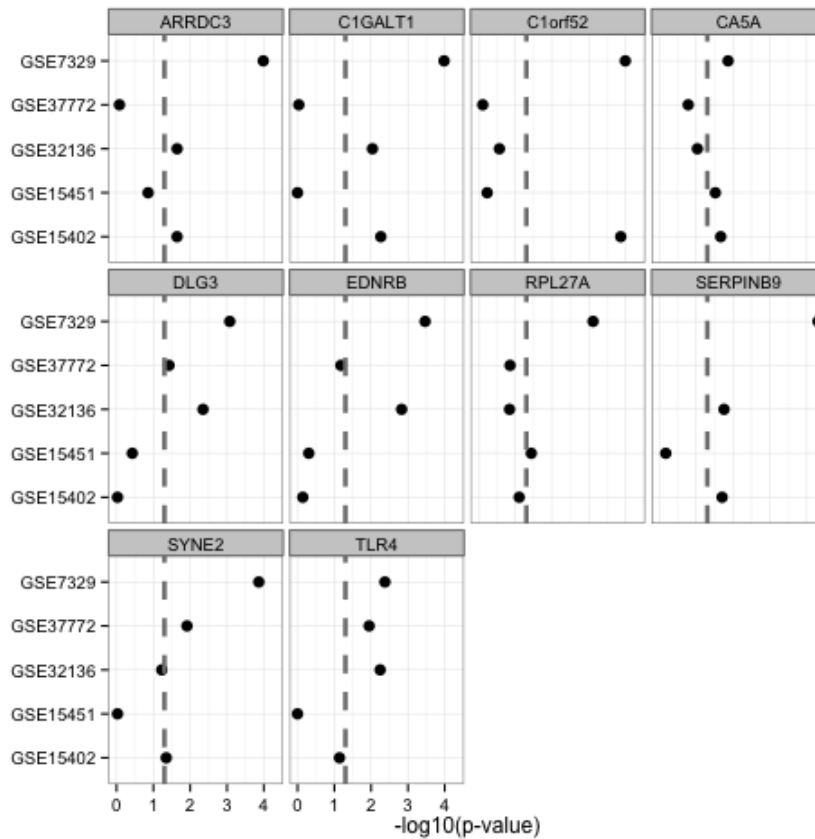 ARRDC3 C1GALT1 C1orf52 CA5A
GSE7329
GSE37772
GSE32136
GSE15451
GSE15402
DLG3 EDNRB RPL27A SERPINB9
GSE7329
GSE37772
GSE32136
GSE15451
GSE15402
SYNE2 TLR4
GSE7329
GSE37772
GSE32136
GSE15451
GSE15402
0 1 2 3 4 0 1 2 3 4
-log10(p-value)